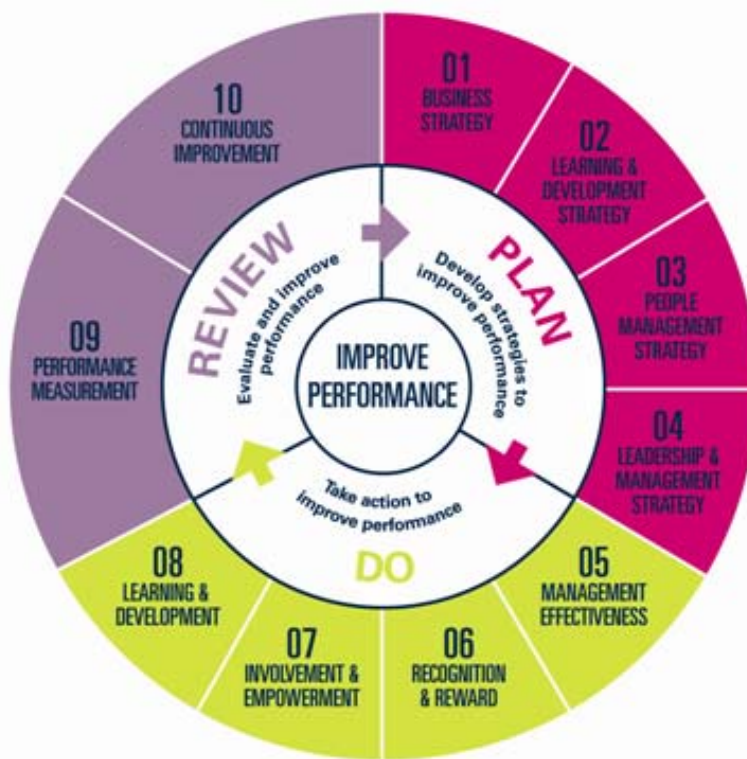 01
BUSINESS
STRATEGY
02
LEARNING &
DEVELOPMENT
STRATEGY
03
PEOPLE
MANAGEMENT
STRATEGY
04
LEADERSHIP &
MANAGEMENT
STRATEGY
05
MANAGEMENT
EFFECTIVENESS
06
RECOGNITION
& REWARD
07
INVOLVEMENT &
EMPOWERMENT
08
LEARNING &
DEVELOPMENT
09
PERFORMANCE
MEASUREMENT
10
CONTINUOUS
IMPROVEMENT
PLAN
Develop strategies to
improve performance
DO
Take action to
improve performance
REVIEW
Evaluate and improve
performance
IMPROVE
PERFORMANCE